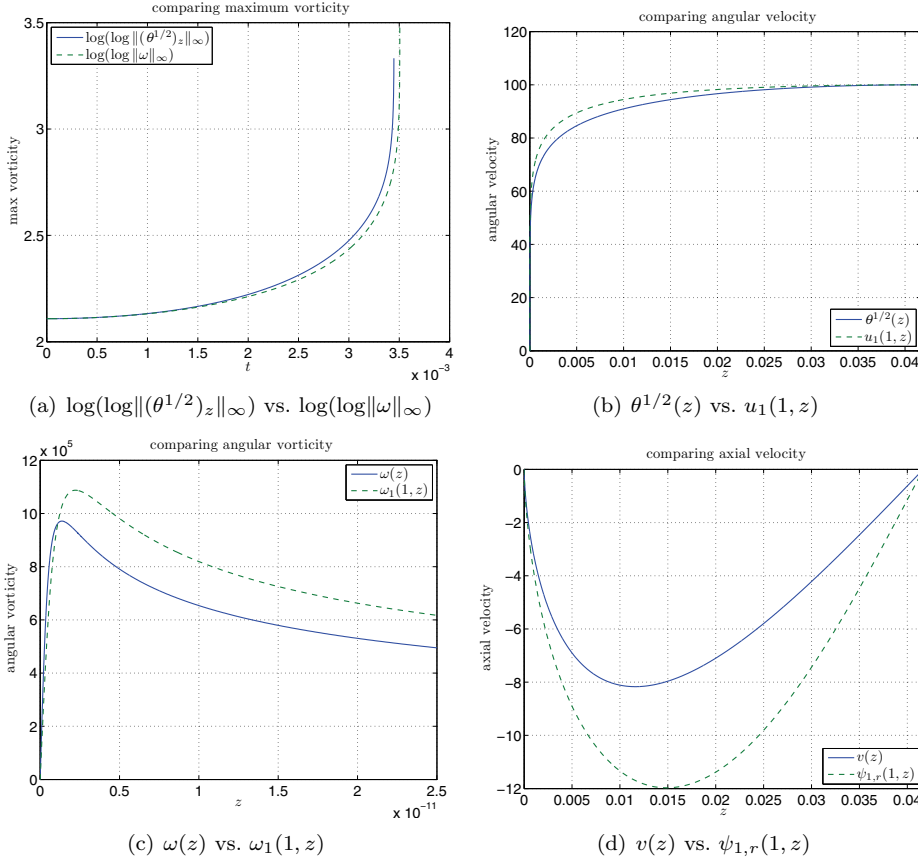 comparing maximum vorticity
log(log ‖(θ^{1/2})_z‖_∞)
log(log ‖ω‖_∞)
3.5
3
2.5
2
max vorticity
0 0.5 1 1.5 2 2.5 3 3.5 4
t
x 10^{-3}
(a) log(log‖(θ^{1/2})_z‖_∞) vs. log(log‖ω‖_∞)
comparing angular velocity
120
100
80
60
40
20
0
angular velocity
θ^{1/2}(z)
u_1(1, z)
0 0.005 0.01 0.015 0.02 0.025 0.03 0.035 0.04
z
(b) θ^{1/2}(z) vs. u_1(1, z)
comparing angular vorticity
x 10^5
ω(z)
ω_1(1, z)
12
10
8
6
4
2
0
angular vorticity
0 0.5 1 1.5 2 2.5
z
x 10^{-11}
(c) ω(z) vs. ω_1(1, z)
comparing axial velocity
0
−2
−4
−6
−8
−10
−12
axial velocity
v(z)
ψ_{1,r}(1, z)
0 0.005 0.01 0.015 0.02 0.025 0.03 0.035 0.04
z
(d) v(z) vs. ψ_{1,r}(1, z)